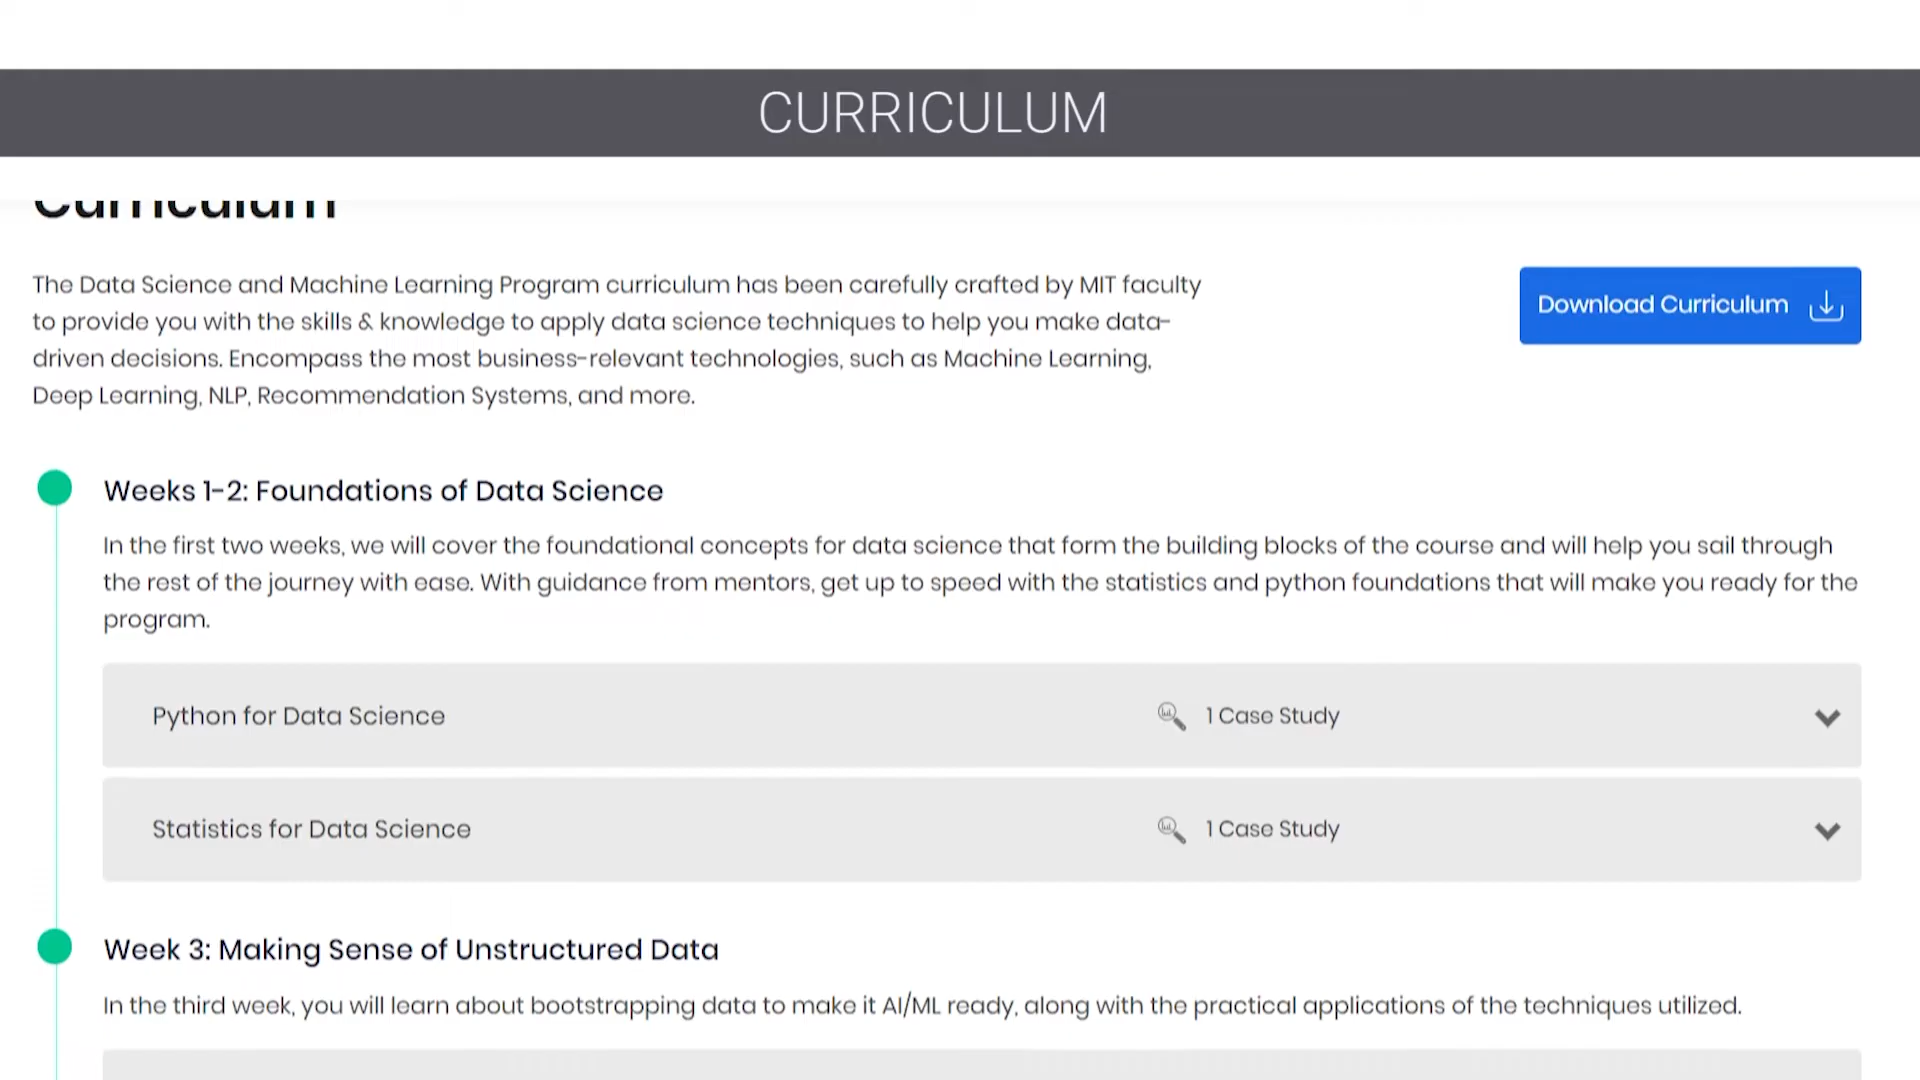 CURRICULUM
Curriculum
The Data Science and Machine Learning Program curriculum has been carefully crafted by MIT faculty
to provide you with the skills & knowledge to apply data science techniques to help you make data-
driven decisions. Encompass the most business-relevant technologies, such as Machine Learning,
Deep Learning, NLP, Recommendation Systems, and more.
Download Curriculum
Weeks 1-2: Foundations of Data Science
In the first two weeks, we will cover the foundational concepts for data science that form the building blocks of the course and will help you sail through
the rest of the journey with ease. With guidance from mentors, get up to speed with the statistics and python foundations that will make you ready for the
program.
Python for Data Science
1 Case Study
Statistics for Data Science
1 Case Study
Week 3: Making Sense of Unstructured Data
In the third week, you will learn about bootstrapping data to make it AI/ML ready, along with the practical applications of the techniques utilized.